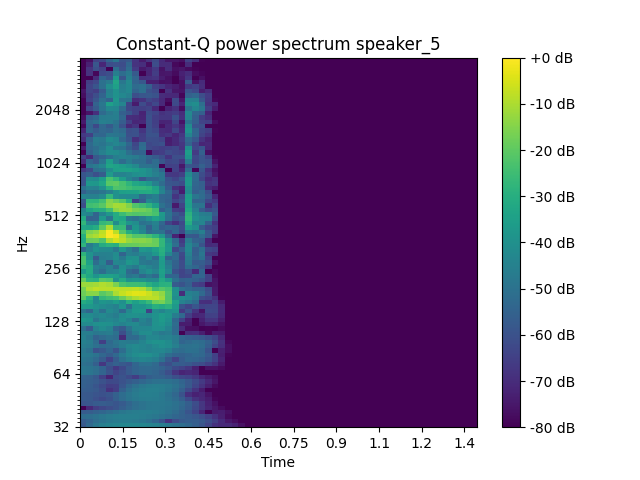 Constant-Q power spectrum speaker_5
Hz
2048
1024
512
256
128
64
32
0 0.15 0.3 0.45 0.6 0.75 0.9 1.1 1.2 1.4
Time
+0 dB
-10 dB
-20 dB
-30 dB
-40 dB
-50 dB
-60 dB
-70 dB
-80 dB